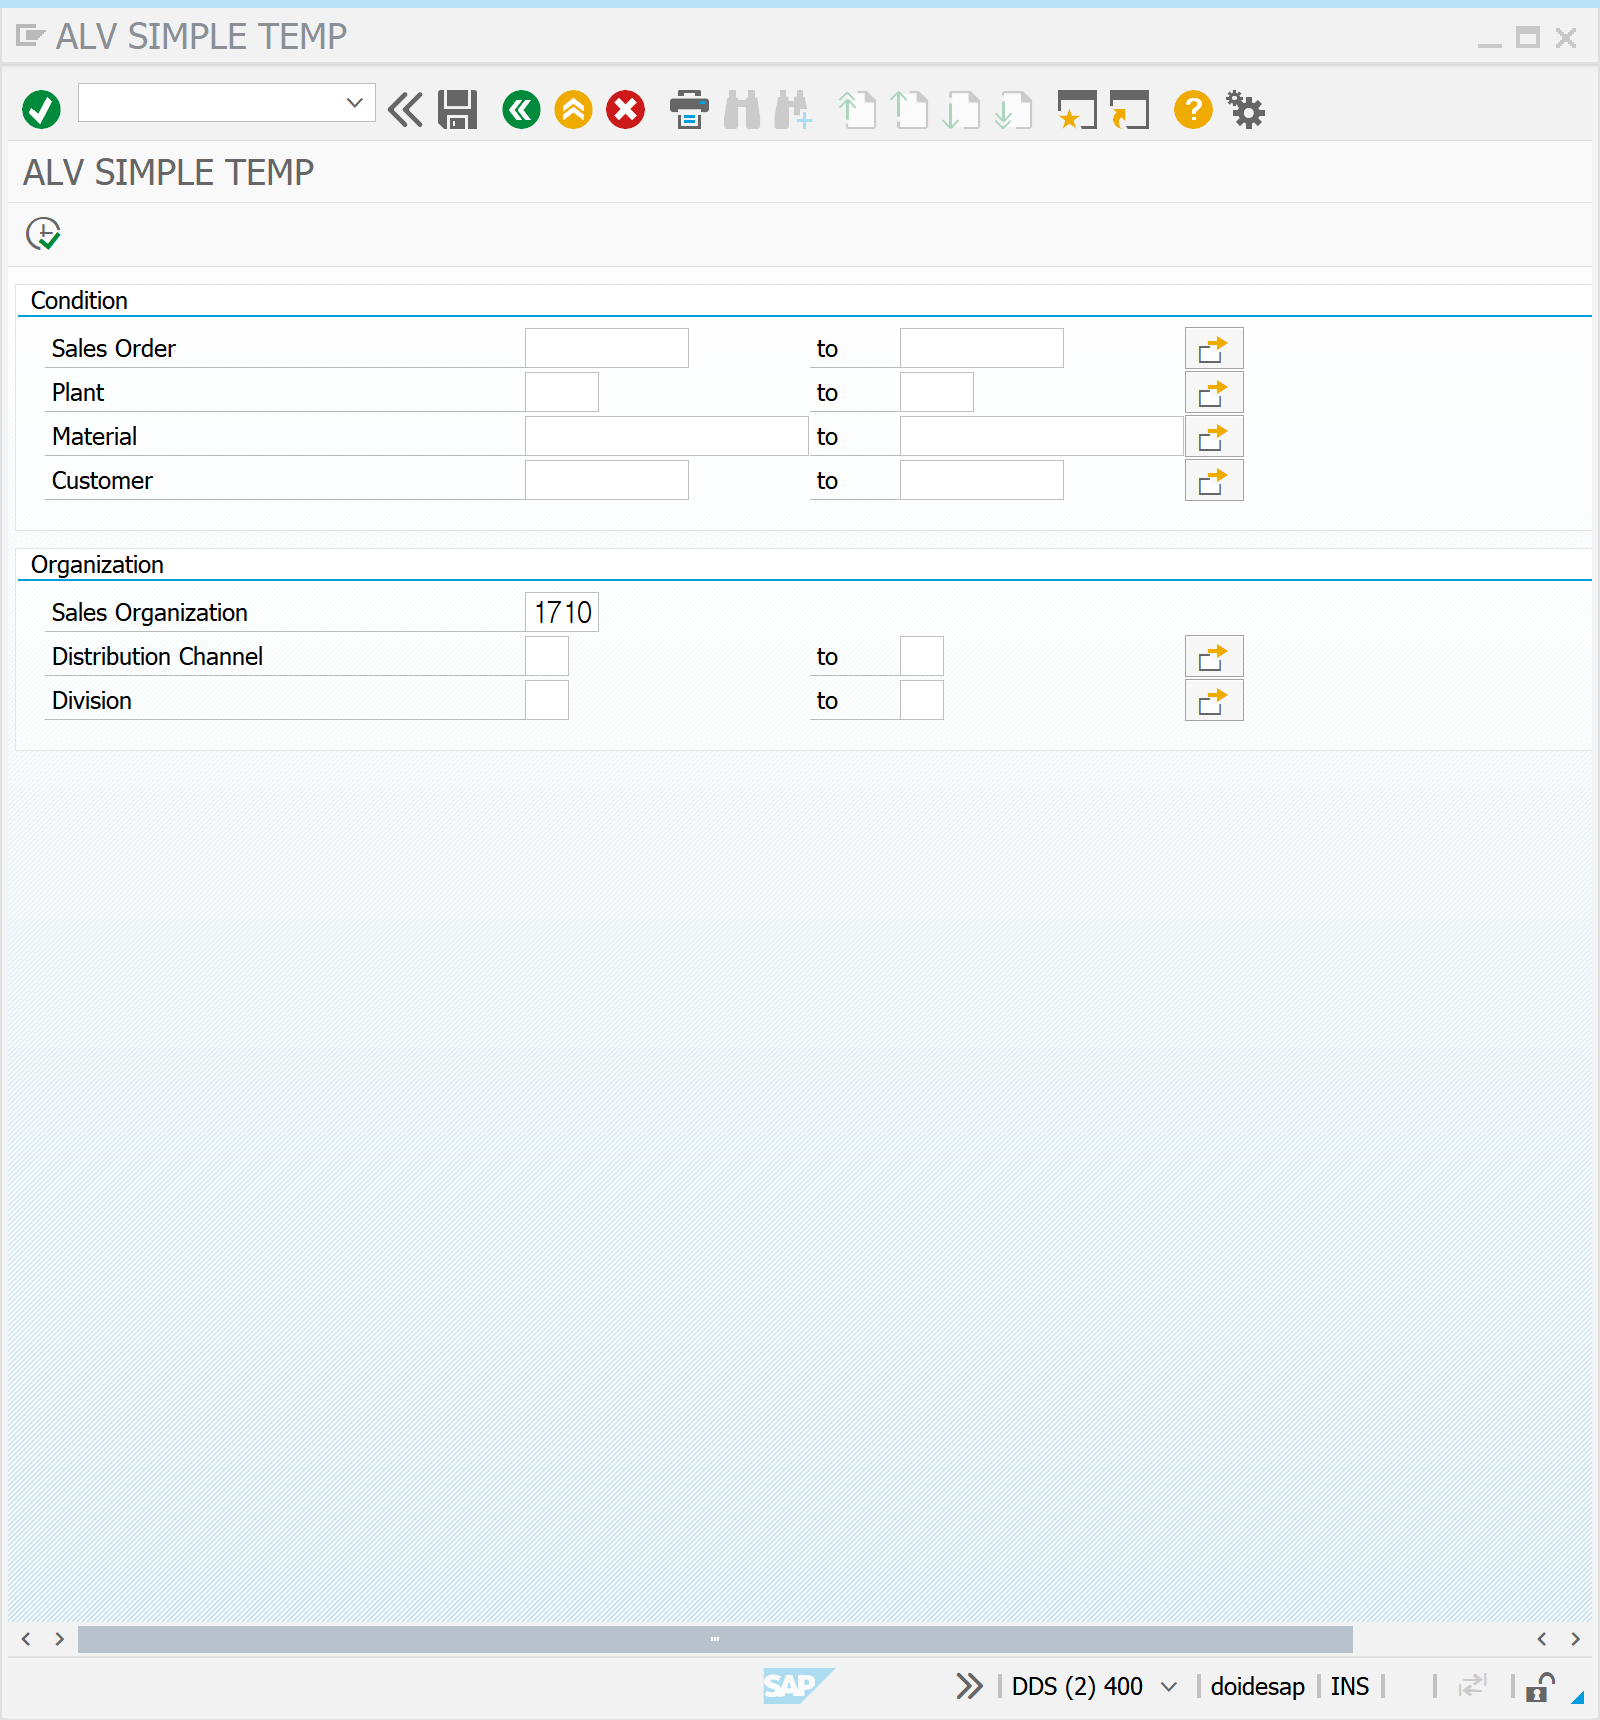 ALV SIMPLE TEMP
ALV SIMPLE TEMP
Condition
Sales Order to
Plant to
Material to
Customer to
Organization
Sales Organization 1710
Distribution Channel to
Division to
SAP DDS (2) 400 doidesap INS